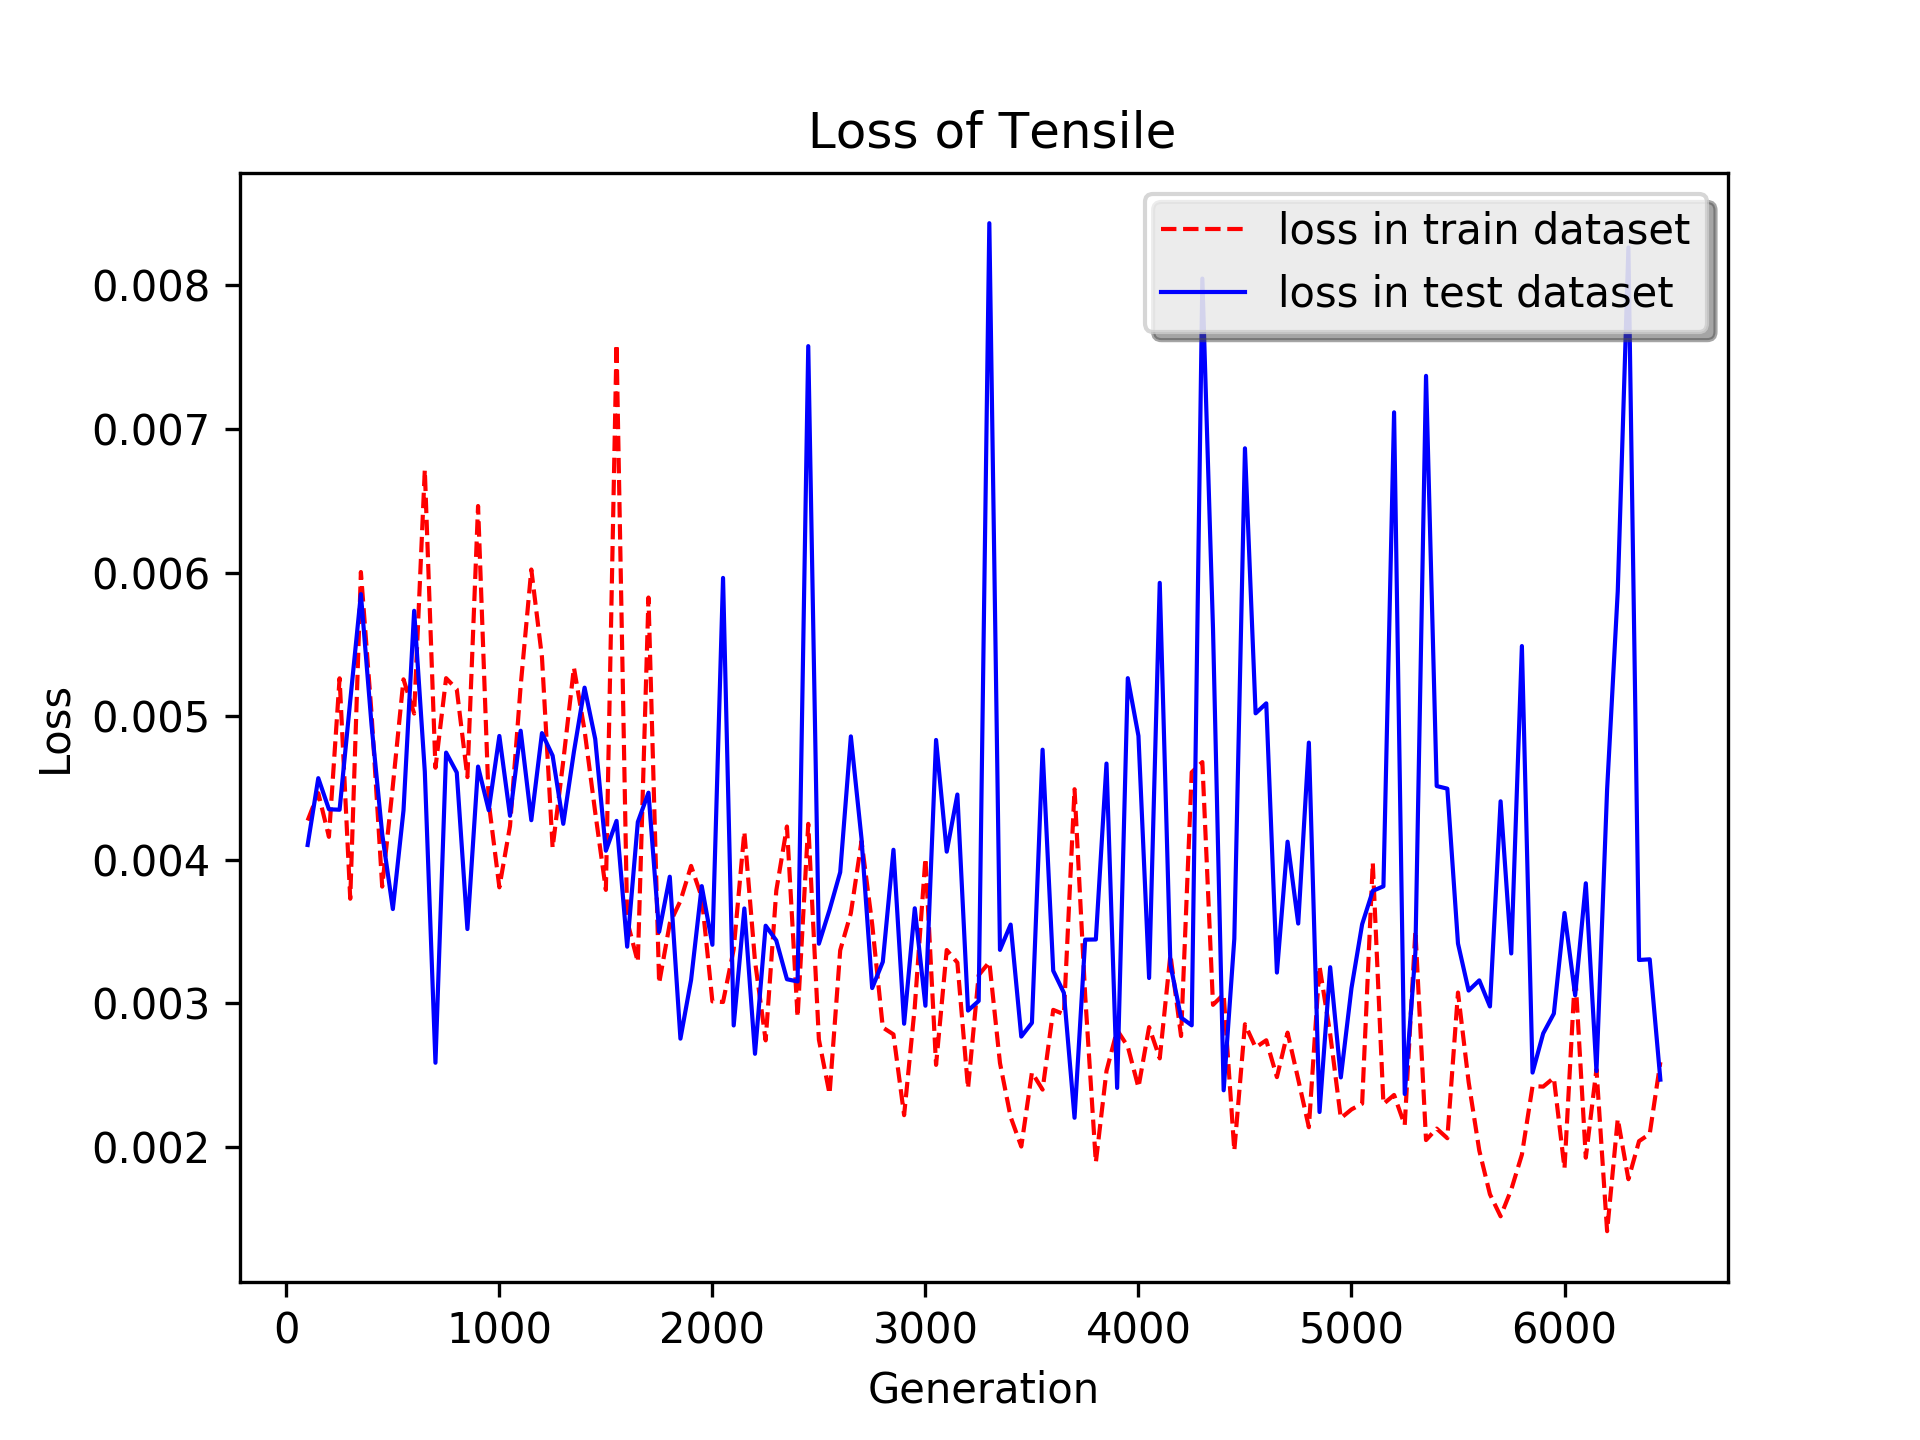 Loss of Tensile
loss in train dataset
loss in test dataset
0.008
0.007
0.006
0.005
0.004
0.003
0.002
Loss
0 1000 2000 3000 4000 5000 6000
Generation